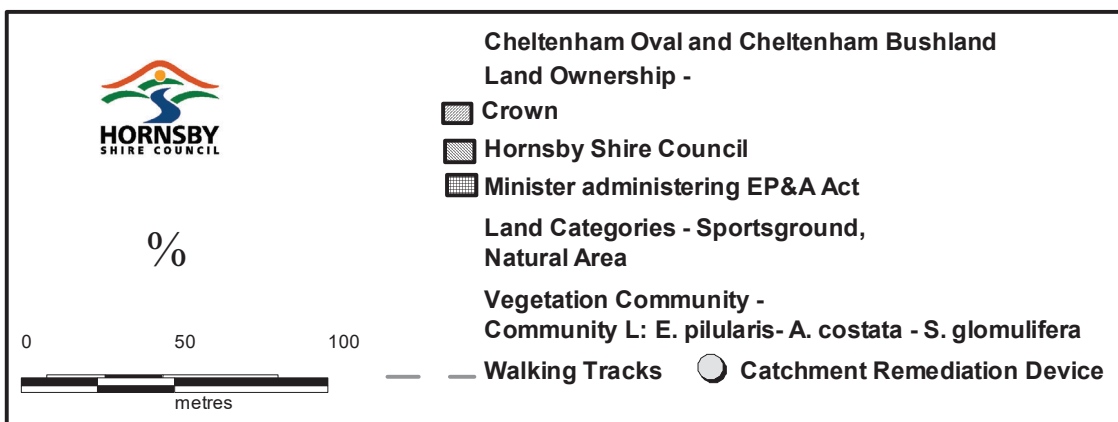 HORNSBY
SHIRE COUNCIL
%
0 50 100
metres
Cheltenham Oval and Cheltenham Bushland
Land Ownership -
Crown
Hornsby Shire Council
Minister administering EP&A Act
Land Categories - Sportsground,
Natural Area
Vegetation Community -
Community L: E. pilularis- A. costata - S. glomulifera
Walking Tracks Catchment Remediation Device